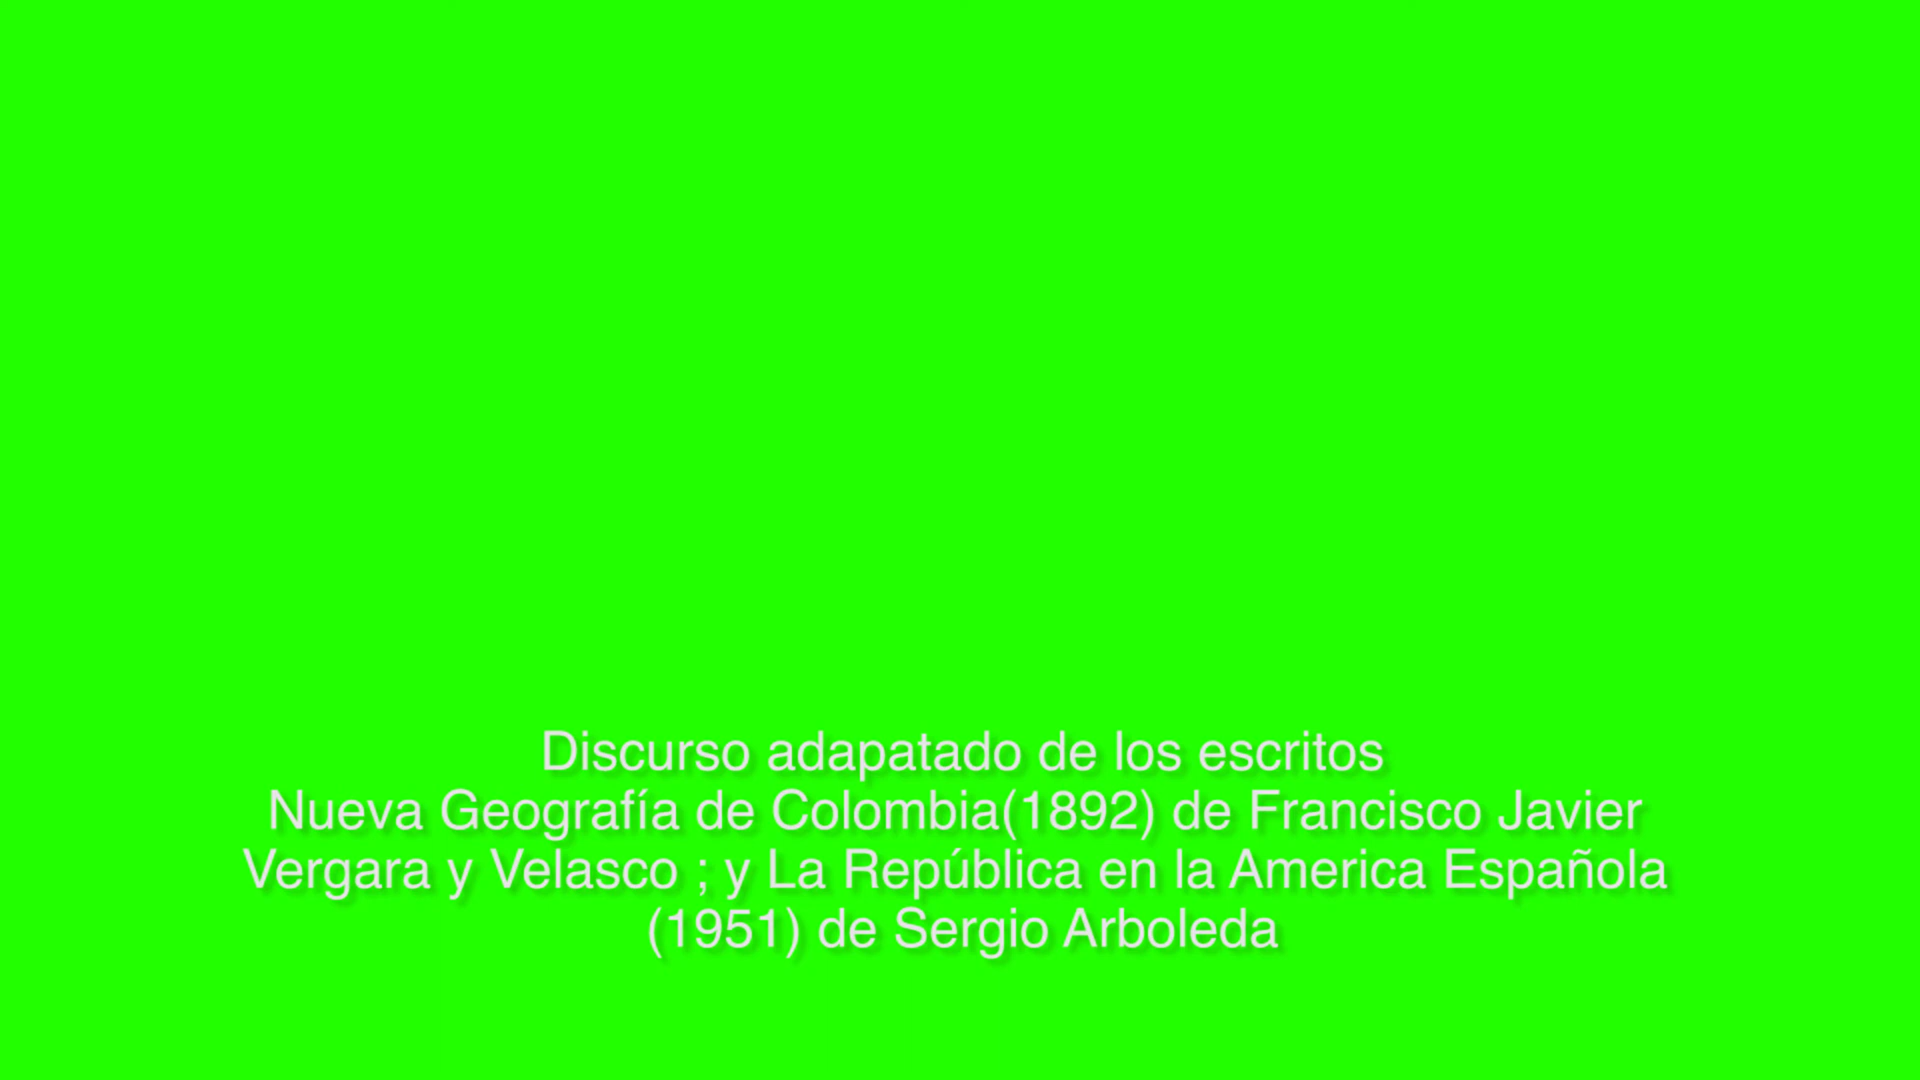 Discurso adapatado de los escritos
Nueva Geografía de Colombia(1892) de Francisco Javier
Vergara y Velasco ; y La República en la America Española
(1951) de Sergio Arboleda